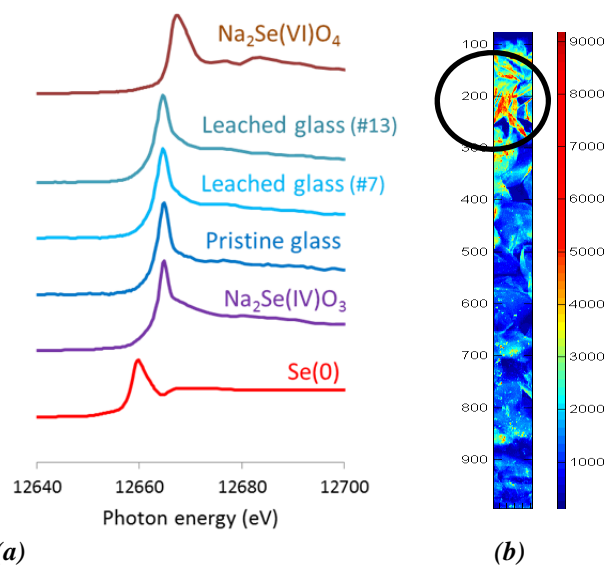 Na₂Se(VI)O₄
Leached glass (#13)
Leached glass (#7)
Pristine glass
Na₂Se(IV)O₃
Se(0)
12640 12660 12680 12700
Photon energy (eV)
(a)
100
200
300
400
500
600
700
800
900
9000
8000
7000
6000
5000
4000
3000
2000
1000
(b)